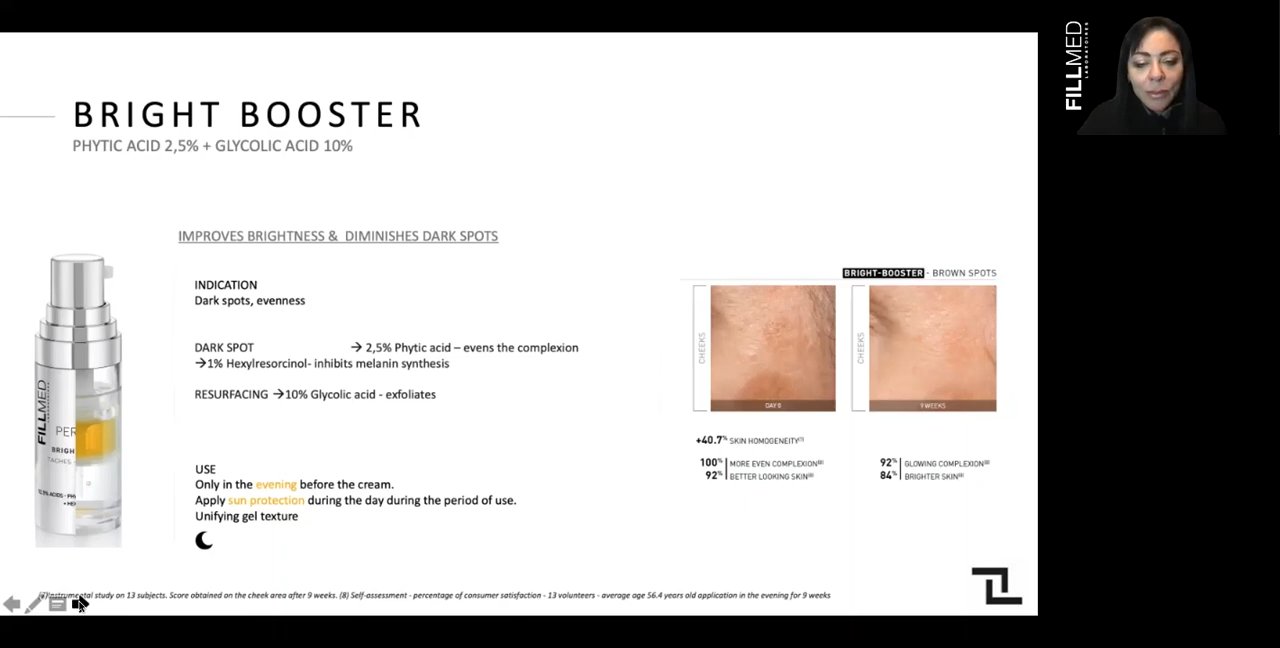 BRIGHT BOOSTER
PHYTIC ACID 2,5% + GLYCOLIC ACID 10%
IMPROVES BRIGHTNESS & DIMINISHES DARK SPOTS
INDICATION
Dark spots, evenness
DARK SPOT → 2,5% Phytic acid – evens the complexion
→1% Hexylresorcinol- inhibits melanin synthesis
RESURFACING →10% Glycolic acid - exfoliates
USE
Only in the evening before the cream.
Apply sun protection during the day during the period of use.
Unifying gel texture
FILLMED
LABORATOIRES
PER
BRIGH
TACHES
BRIGHT-BOOSTER - BROWN SPOTS
CHEEKS
DAY 0
CHEEKS
9 WEEKS
+40.7% SKIN HOMOGENEITY
100% MORE EVEN COMPLEXION
92% BETTER LOOKING SKIN
92% GLOWING COMPLEXION
84% BRIGHTER SKIN
Instrumental study on 13 subjects. Score obtained on the cheek area after 9 weeks. (8) Self-assessment - percentage of consumer satisfaction - 13 volunteers - average age 56.4 years old application in the evening for 9 weeks
FILLMED
LABORATOIRES